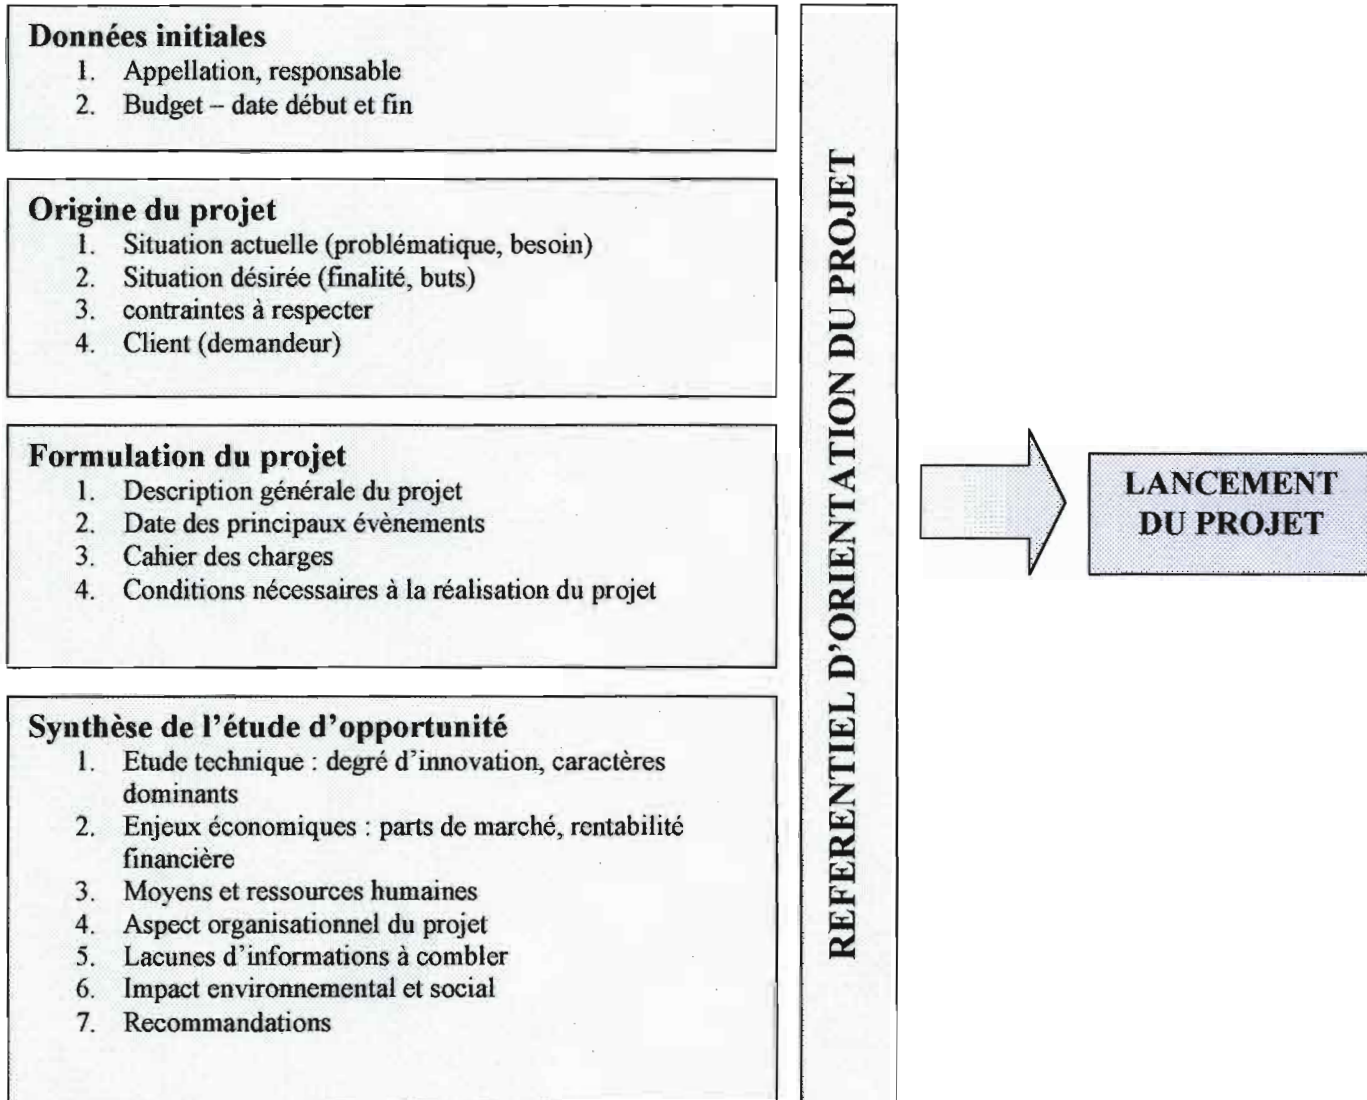 Données initiales
1. Appellation, responsable
2. Budget – date début et fin
Origine du projet
1. Situation actuelle (problématique, besoin)
2. Situation désirée (finalité, buts)
3. contraintes à respecter
4. Client (demandeur)
Formulation du projet
1. Description générale du projet
2. Date des principaux évènements
3. Cahier des charges
4. Conditions nécessaires à la réalisation du projet
Synthèse de l'étude d'opportunité
1. Etude technique : degré d'innovation, caractères
dominants
2. Enjeux économiques : parts de marché, rentabilité
financière
3. Moyens et ressources humaines
4. Aspect organisationnel du projet
5. Lacunes d'informations à combler
6. Impact environnemental et social
7. Recommandations
REFERENTIEL D'ORIENTATION DU PROJET
LANCEMENT
DU PROJET